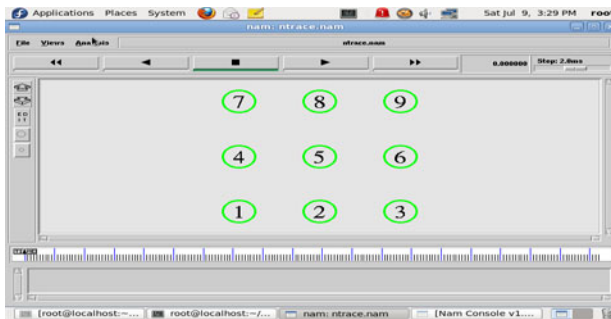 Applications Places System Sat Jul 9, 3:29 PM root
nam: ntrace.nam
File Views Analysis ntrace.nam
0.000000 Step: 2.0ms
7 8 9
4 5 6
1 2 3
[root@localhost:~... root@localhost:~/... nam: ntrace.nam [Nam Console v1....